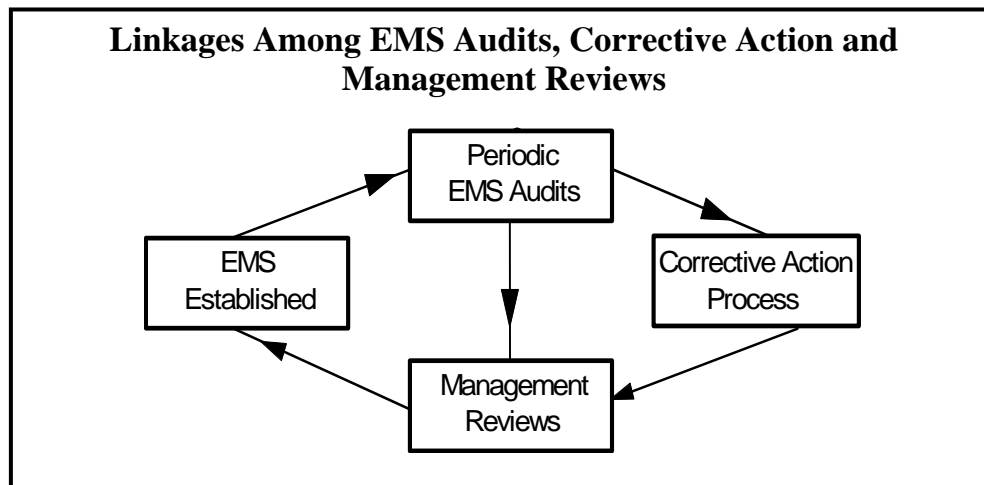 Linkages Among EMS Audits, Corrective Action and
Management Reviews
Periodic
EMS Audits
EMS
Established
Corrective Action
Process
Management
Reviews